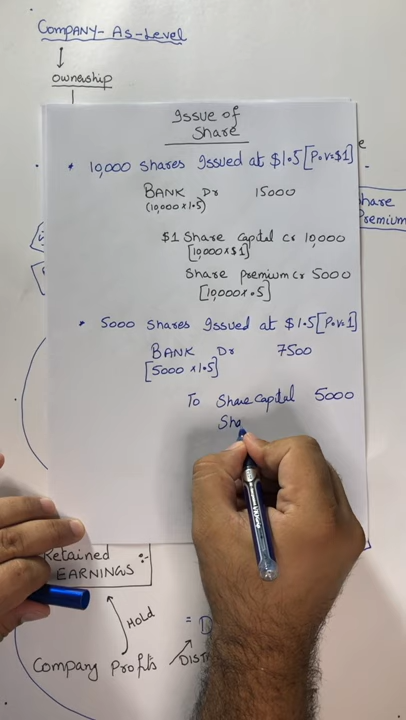 COMPANY- As-Level
ownership
Issue of
Share
* 10,000 shares Issued at $1.5 [P.V=$1]
BANK Dr 15000
(10,000 x 1.5)
$1 Share Capital Cr 10,000
[10,000 x $1]
Share premium Cr 5000
[10,000 x .5]
* 5000 shares Issued at $1.5 [P.V. 1]
BANK Dr 7500
[5000 x 1.5]
To Share Capital 5000
Sha
hare
Premium
Retained :-
EARNINGS
HOLD
= D
Company Profits DIST